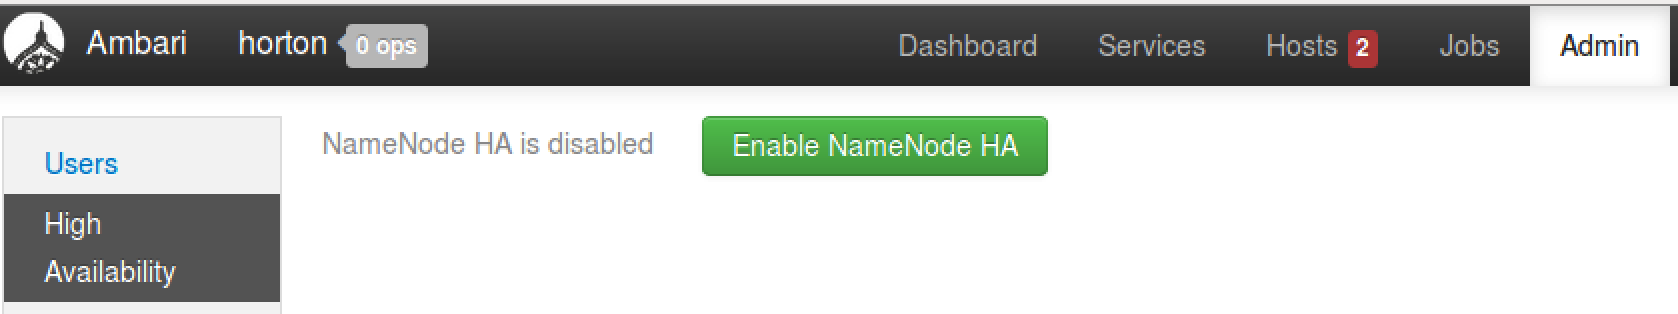 Ambari horton 0 ops Dashboard Services Hosts 2 Jobs Admin
Users
NameNode HA is disabled Enable NameNode HA
High
Availability